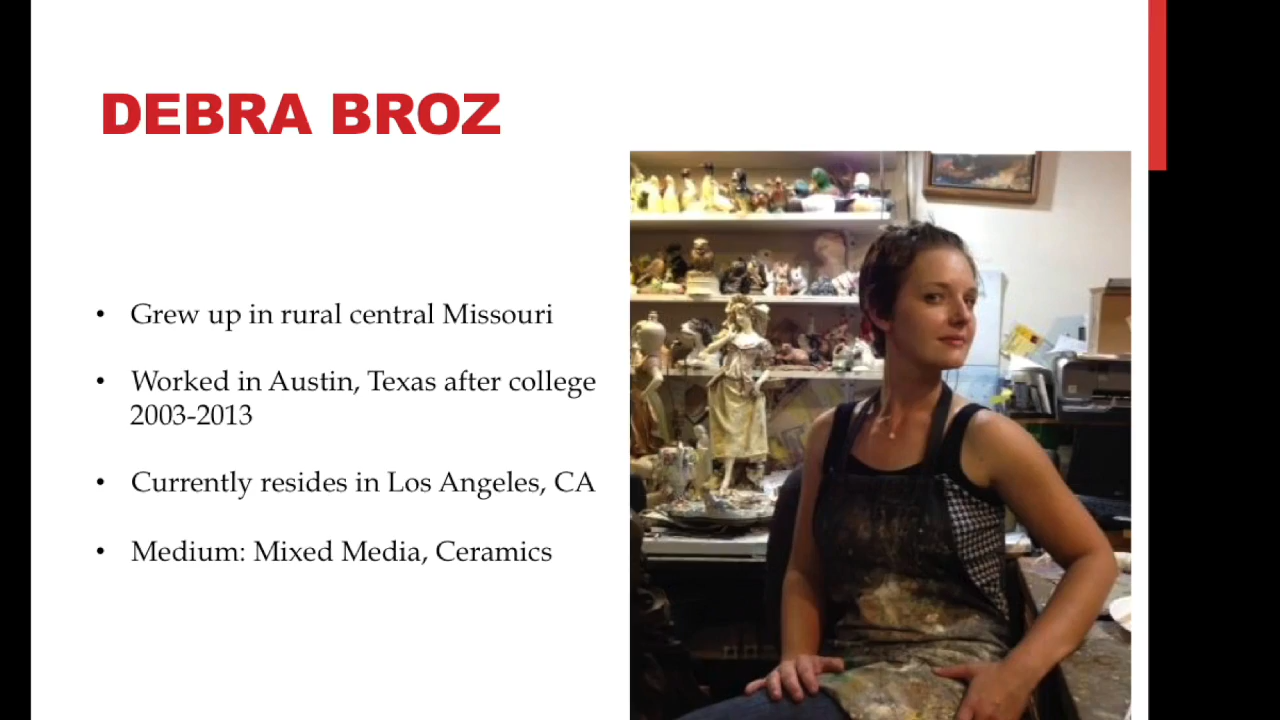 DEBRA BROZ
• Grew up in rural central Missouri
• Worked in Austin, Texas after college
2003-2013
• Currently resides in Los Angeles, CA
• Medium: Mixed Media, Ceramics